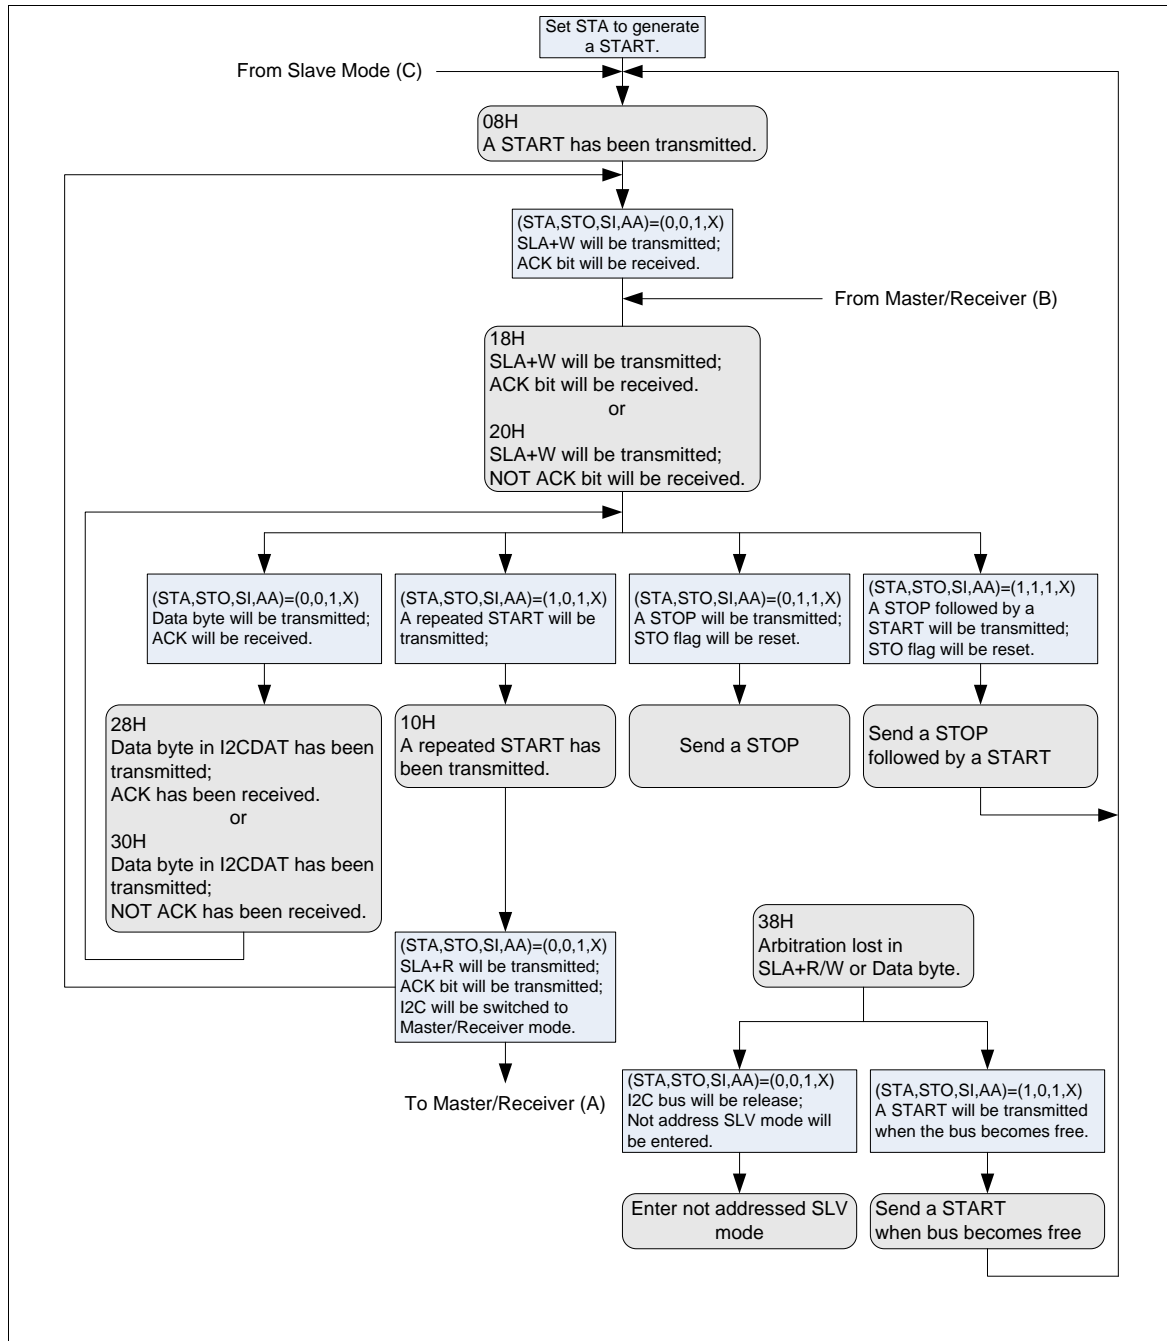 Set STA to generate
a START.
From Slave Mode (C)
08H
A START has been transmitted.
(STA,STO,SI,AA)=(0,0,1,X)
SLA+W will be transmitted;
ACK bit will be received.
From Master/Receiver (B)
18H
SLA+W will be transmitted;
ACK bit will be received.
or
20H
SLA+W will be transmitted;
NOT ACK bit will be received.
(STA,STO,SI,AA)=(0,0,1,X)
Data byte will be transmitted;
ACK will be received.
(STA,STO,SI,AA)=(1,0,1,X)
A repeated START will be
transmitted;
(STA,STO,SI,AA)=(0,1,1,X)
A STOP will be transmitted;
STO flag will be reset.
(STA,STO,SI,AA)=(1,1,1,X)
A STOP followed by a
START will be transmitted;
STO flag will be reset.
28H
Data byte in I2CDAT has been
transmitted;
ACK has been received.
or
30H
Data byte in I2CDAT has been
transmitted;
NOT ACK has been received.
10H
A repeated START has
been transmitted.
Send a STOP
Send a STOP
followed by a START
(STA,STO,SI,AA)=(0,0,1,X)
SLA+R will be transmitted;
ACK bit will be transmitted;
I2C will be switched to
Master/Receiver mode.
To Master/Receiver (A)
38H
Arbitration lost in
SLA+R/W or Data byte.
(STA,STO,SI,AA)=(0,0,1,X)
I2C bus will be release;
Not address SLV mode will
be entered.
(STA,STO,SI,AA)=(1,0,1,X)
A START will be transmitted
when the bus becomes free.
Enter not addressed SLV
mode
Send a START
when bus becomes free